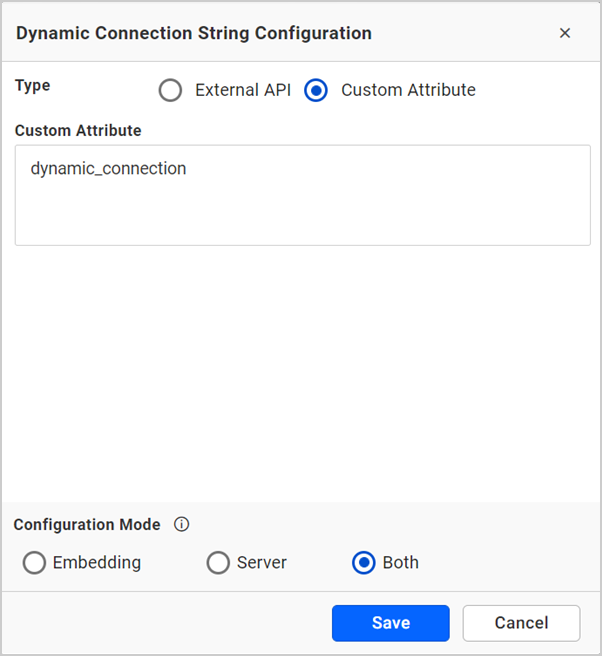 Dynamic Connection String Configuration
Type External API Custom Attribute
Custom Attribute
dynamic_connection
Configuration Mode
Embedding Server Both
Save Cancel